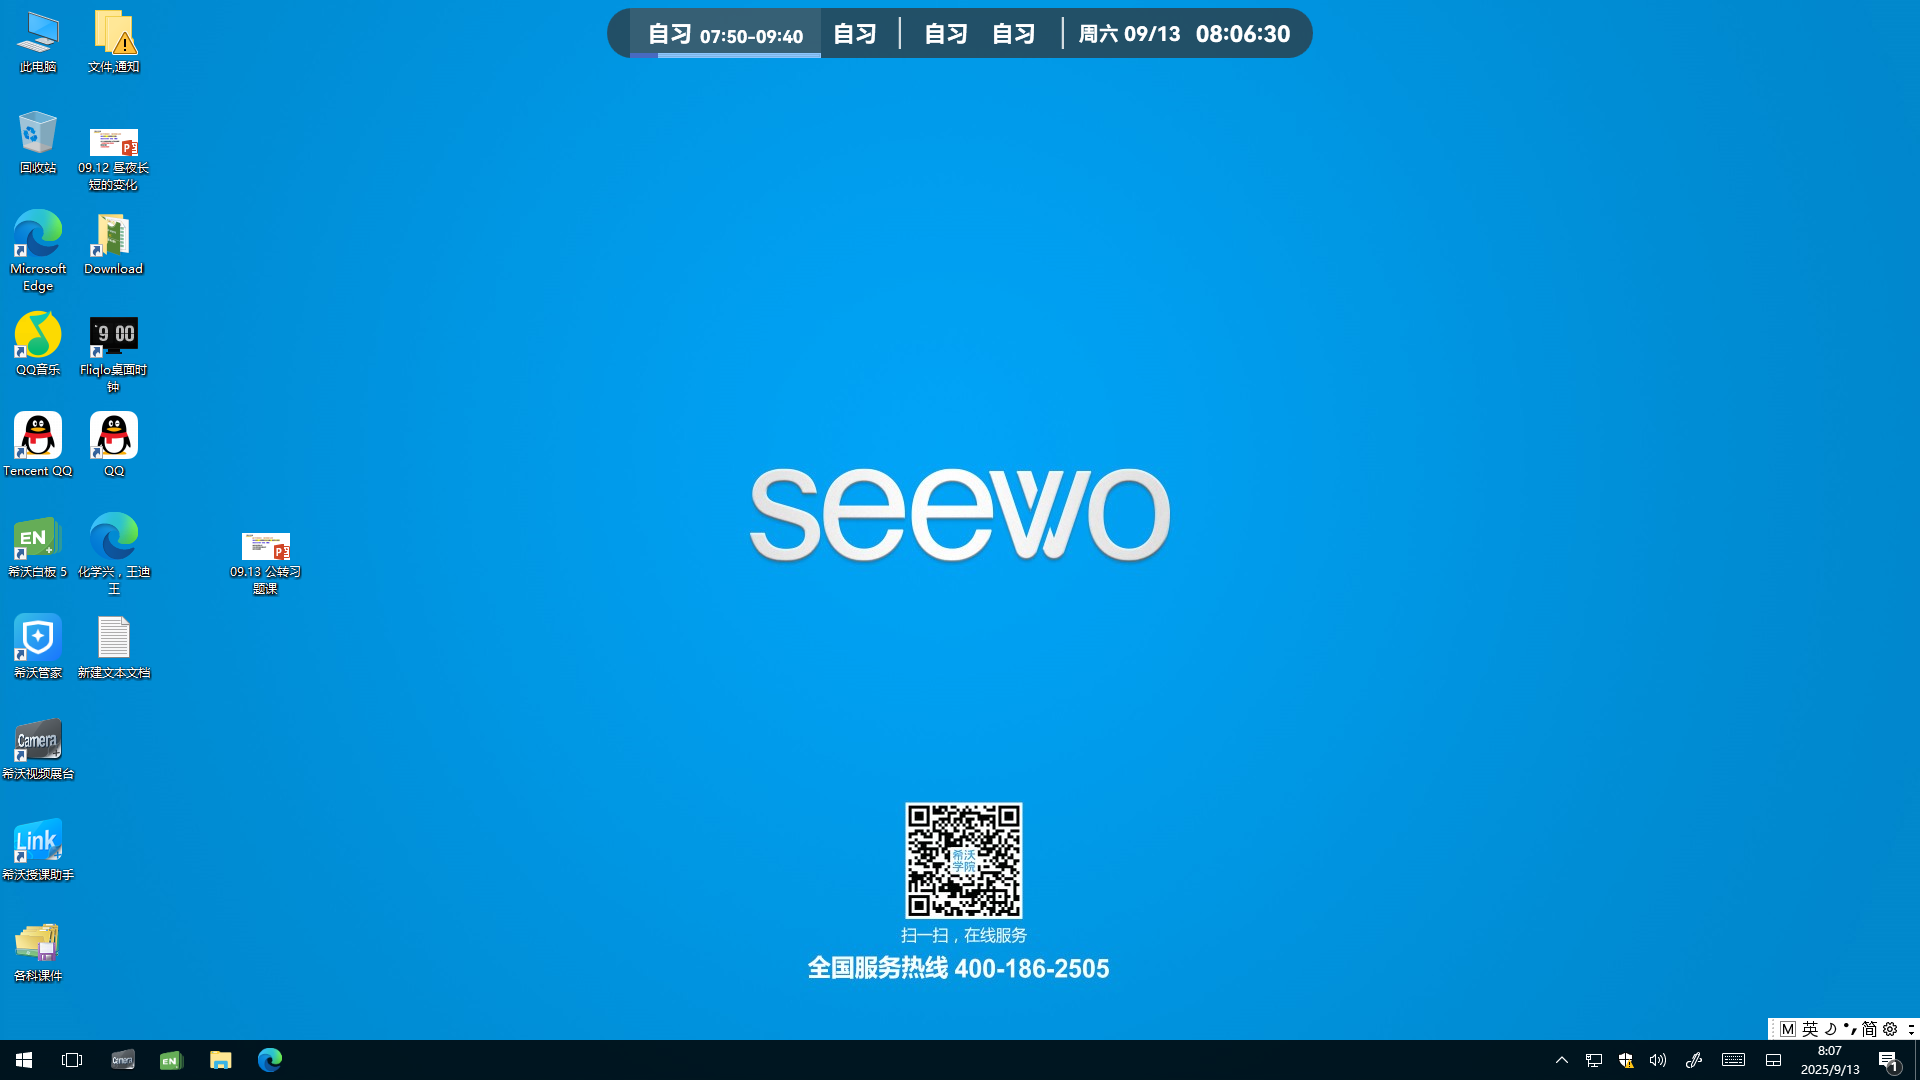 自习 07:50-09:40 自习 自习 自习 周六 09/13 08:06:30
此电脑
文件,通知
回收站
09.12 昼夜长
短的变化
Microsoft
Edge
Download
QQ音乐
9 00
Fliqlo桌面时
钟
Tencent QQ
QQ
EN
希沃白板 5
化学兴，王迪
王
09.13 公转习
题课
希沃管家
新建文本文档
Camera
希沃视频展台
Link
希沃授课助手
各科课件
seewo
希沃
学院
扫一扫，在线服务
全国服务热线 400-186-2505
M 英 简
Camera
EN
8:07
2025/9/13
1